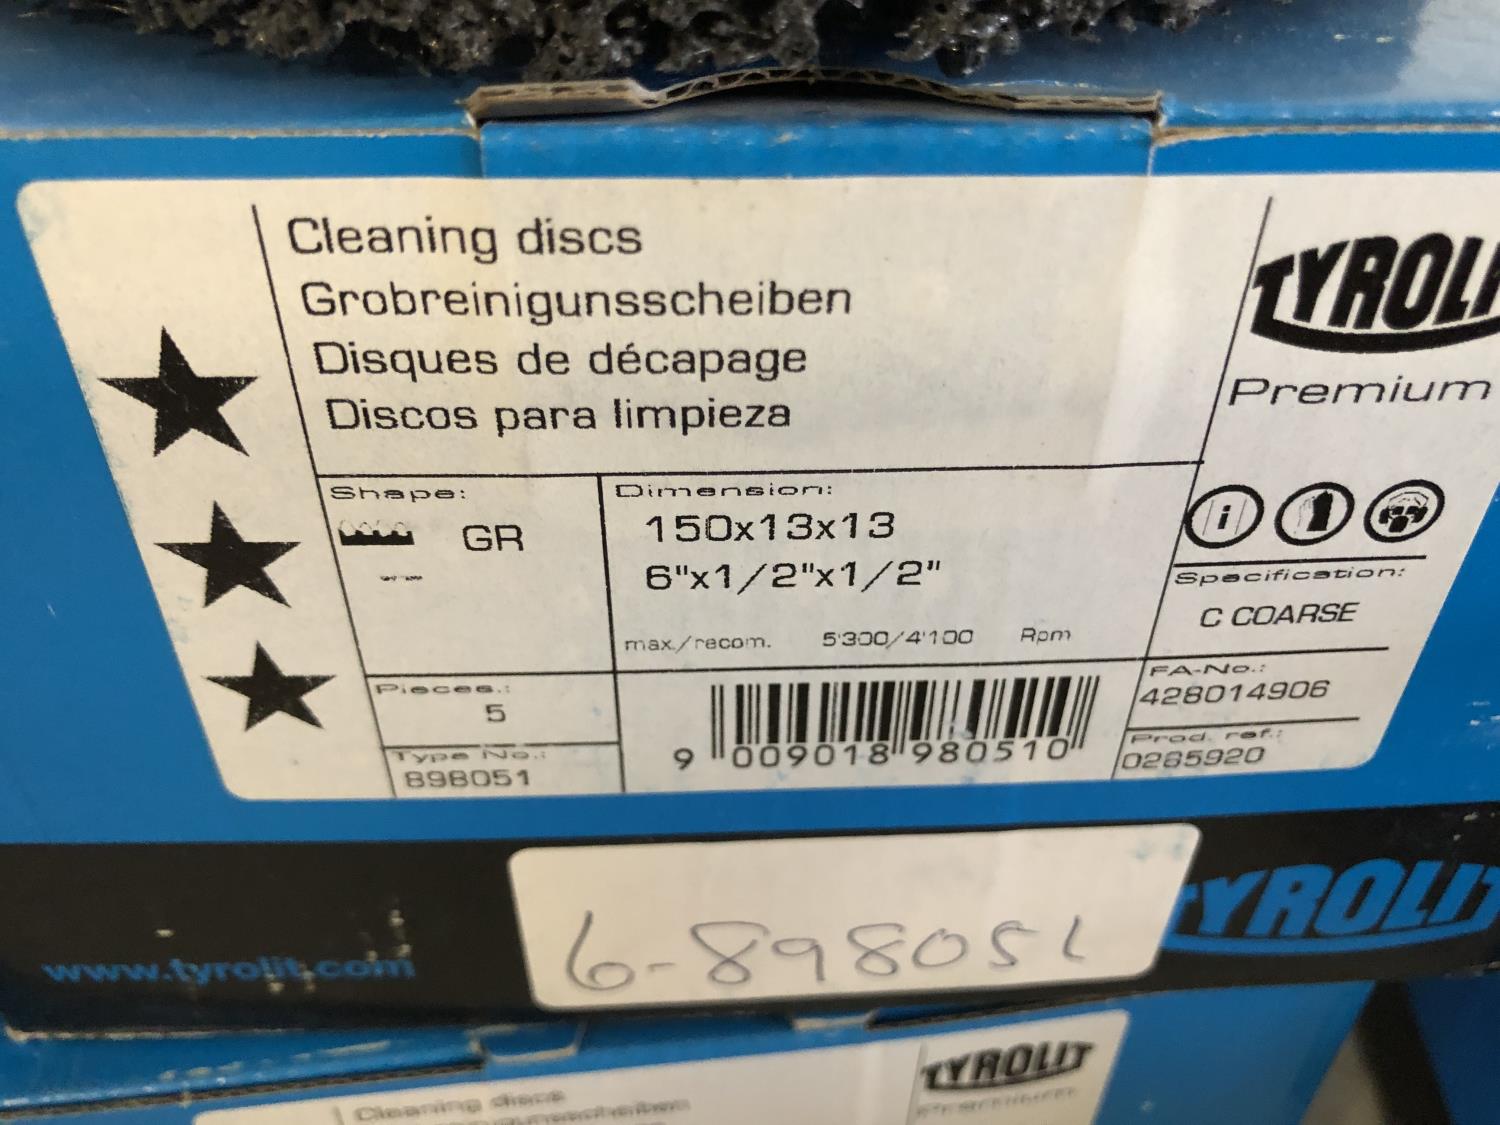 Cleaning discs
Grobreinigunsscheiben
Disques de décapage
Discos para limpieza
TYROLI
Premium
Shape:
GR
Dimension:
150x13x13
6"x1/2"x1/2"
max./recom. 5'300/4'100 Rpm
Specification:
C COARSE
Pieces.:
5
Type No.:
898051
9 009018 980510
FA-No.:
428014906
Prod. ref.:
0285920
www.tyrolit.com
6-898051
TYROLIT
Cleaning discs
TYROLIT